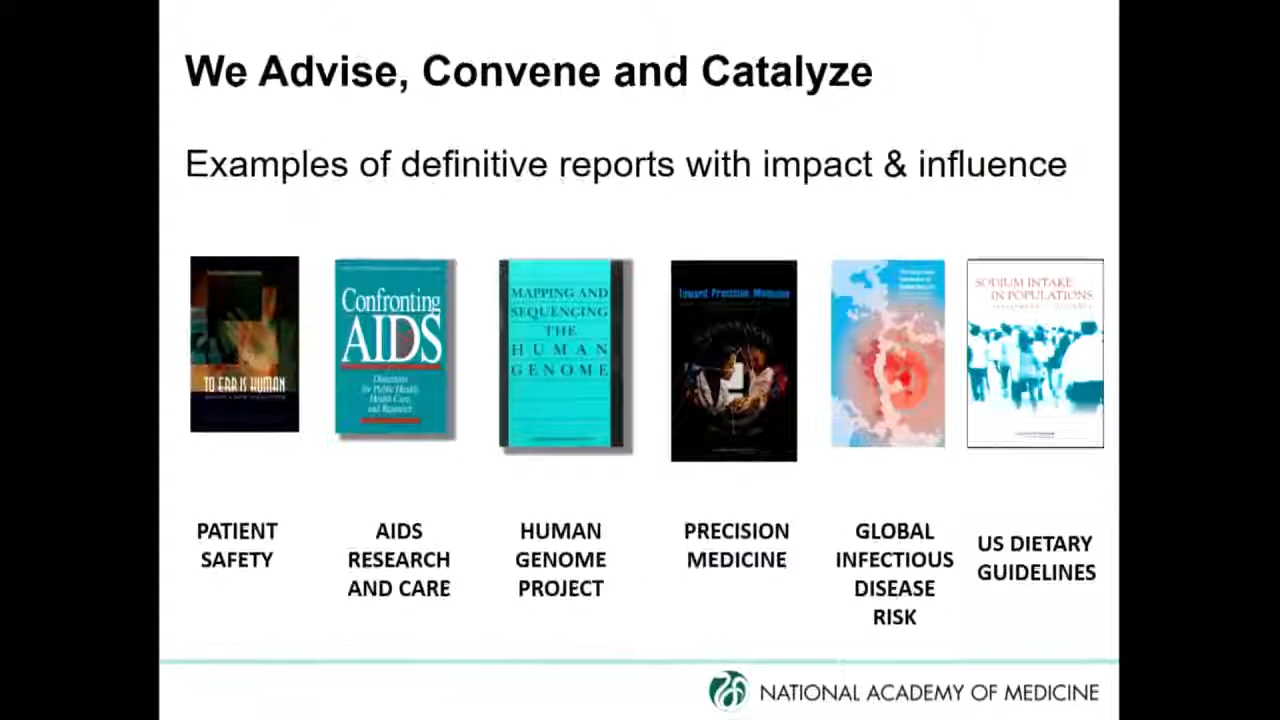 We Advise, Convene and Catalyze
Examples of definitive reports with impact & influence
TO ERR IS HUMAN
Confronting
AIDS
Directions
for Public Health,
Health Care,
and Research
MAPPING AND
SEQUENCING
THE
HUMAN
GENOME
Toward Precision Medicine
SODIUM INTAKE
IN POPULATIONS
PATIENT
SAFETY
AIDS
RESEARCH
AND CARE
HUMAN
GENOME
PROJECT
PRECISION
MEDICINE
GLOBAL
INFECTIOUS
DISEASE
RISK
US DIETARY
GUIDELINES
NATIONAL ACADEMY OF MEDICINE